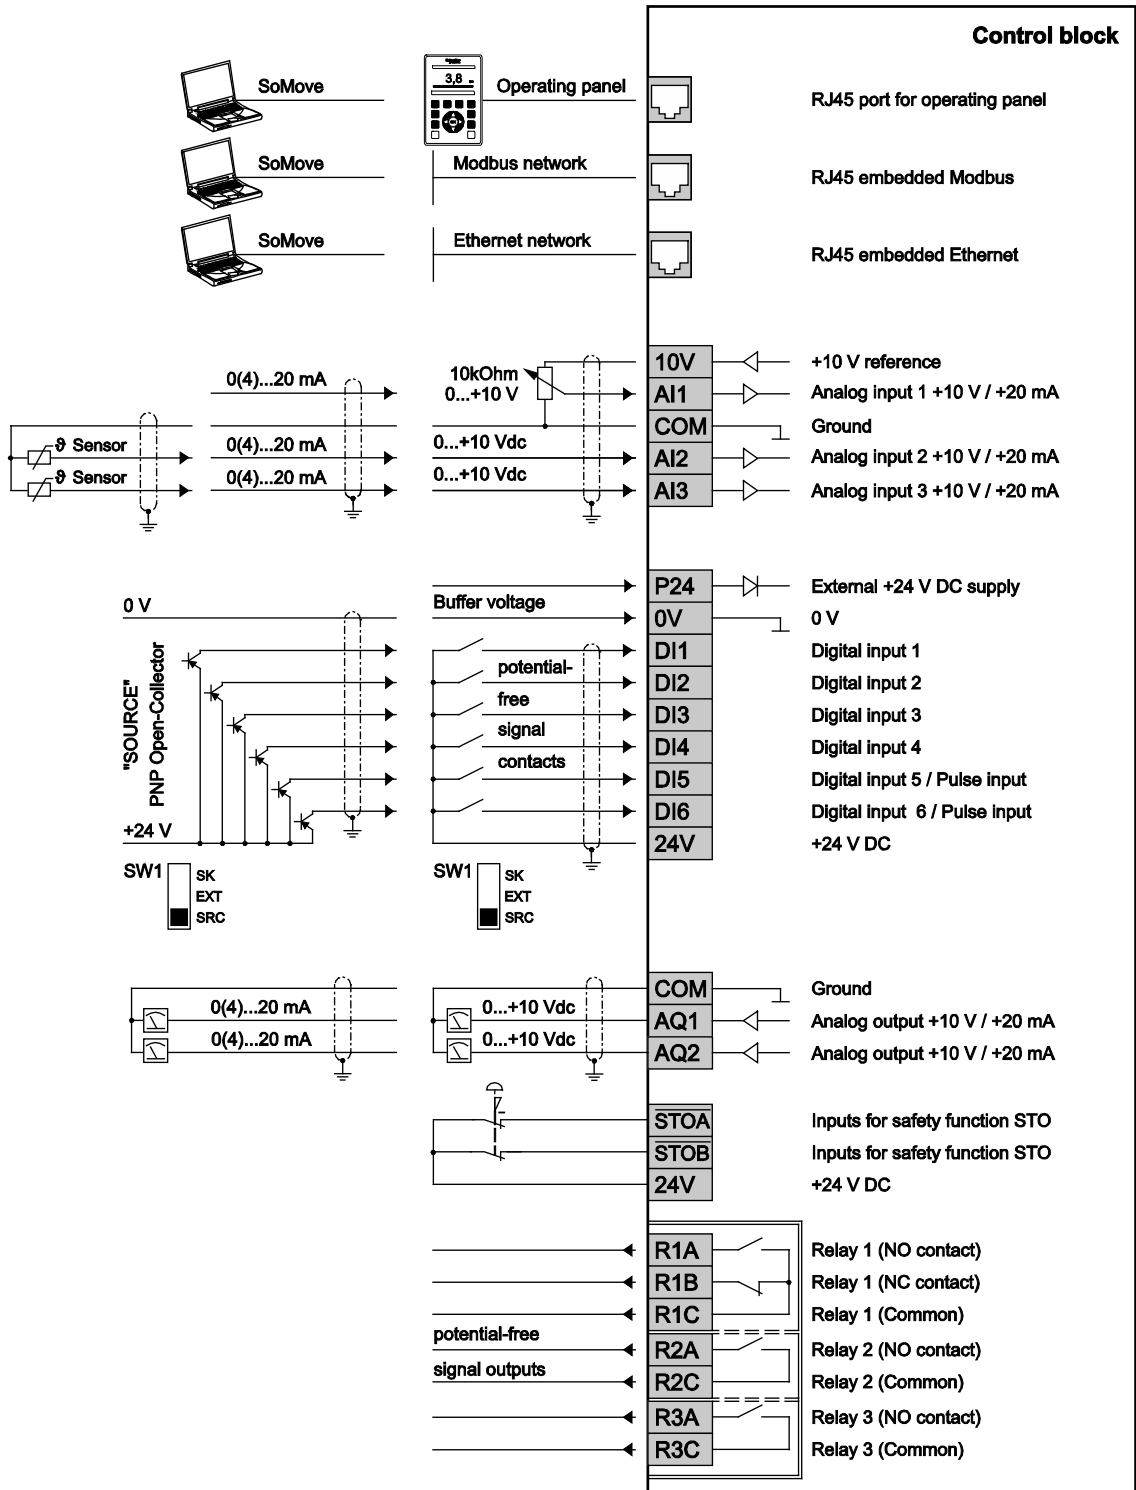 Control block
SoMove
3,8
Operating panel
RJ45 port for operating panel
SoMove
Modbus network
RJ45 embedded Modbus
SoMove
Ethernet network
RJ45 embedded Ethernet
10V
+10 V reference
0(4)...20 mA
10kOhm
0...+10 V
AI1
Analog input 1 +10 V / +20 mA
COM
Ground
ϑ Sensor
0(4)...20 mA
0...+10 Vdc
AI2
Analog input 2 +10 V / +20 mA
ϑ Sensor
0(4)...20 mA
0...+10 Vdc
AI3
Analog input 3 +10 V / +20 mA
P24
External +24 V DC supply
0 V
Buffer voltage
0V
0 V
"SOURCE"
PNP Open-Collector
DI1
Digital input 1
potential-
DI2
Digital input 2
free
DI3
Digital input 3
signal
DI4
Digital input 4
contacts
DI5
Digital input 5 / Pulse input
DI6
Digital input 6 / Pulse input
+24 V
24V
+24 V DC
SW1
SK
EXT
SRC
SW1
SK
EXT
SRC
COM
Ground
0(4)...20 mA
0...+10 Vdc
AQ1
Analog output +10 V / +20 mA
0(4)...20 mA
0...+10 Vdc
AQ2
Analog output +10 V / +20 mA
STOA
Inputs for safety function STO
STOB
Inputs for safety function STO
24V
+24 V DC
R1A
Relay 1 (NO contact)
R1B
Relay 1 (NC contact)
R1C
Relay 1 (Common)
potential-free
R2A
Relay 2 (NO contact)
signal outputs
R2C
Relay 2 (Common)
R3A
Relay 3 (NO contact)
R3C
Relay 3 (Common)